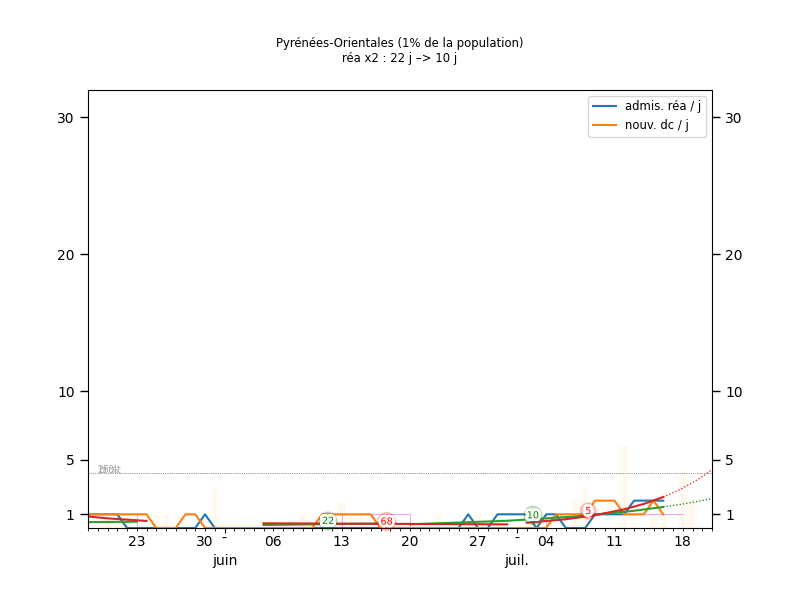 Pyrénées-Orientales (1% de la population)
réa x2 : 22 j –> 10 j
admis. réa / j
nouv. dc / j
30 30
20 20
10 10
5 5
1 1
22 68 10 5
23 30 - 06 13 20 27 - 04 11 18
juin juil.